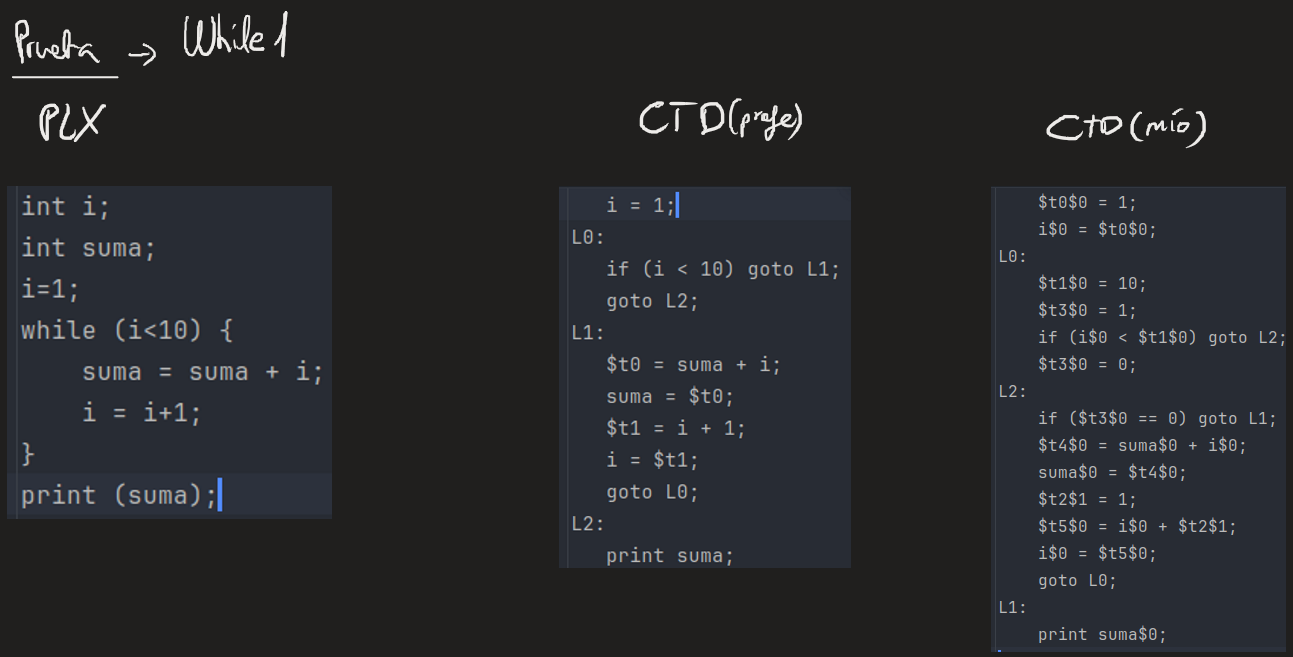 Prueba → While1
PLX
int i;
int suma;
i=1;
while (i<10) {
    suma = suma + i;
    i = i+1;
}
print (suma);
CTD(profe)
    i = 1;
L0:
    if (i < 10) goto L1;
    goto L2;
L1:
    $t0 = suma + i;
    suma = $t0;
    $t1 = i + 1;
    i = $t1;
    goto L0;
L2:
    print suma;
CTD(mío)
    $t0$0 = 1;
    i$0 = $t0$0;
L0:
    $t1$0 = 10;
    $t3$0 = 1;
    if (i$0 < $t1$0) goto L2;
    $t3$0 = 0;
L2:
    if ($t3$0 == 0) goto L1;
    $t4$0 = suma$0 + i$0;
    suma$0 = $t4$0;
    $t2$1 = 1;
    $t5$0 = i$0 + $t2$1;
    i$0 = $t5$0;
    goto L0;
L1:
    print suma$0;